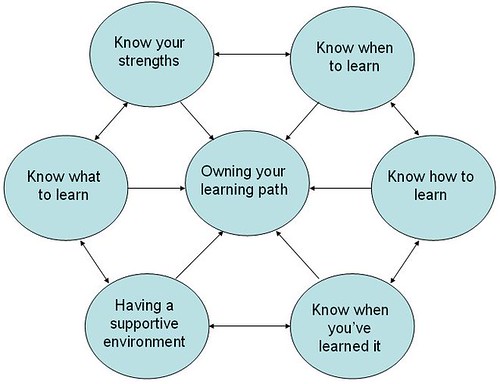 Know your
strengths
Know when
to learn
Know what
to learn
Owning your
learning path
Know how to
learn
Having a
supportive
environment
Know when
you've
learned it